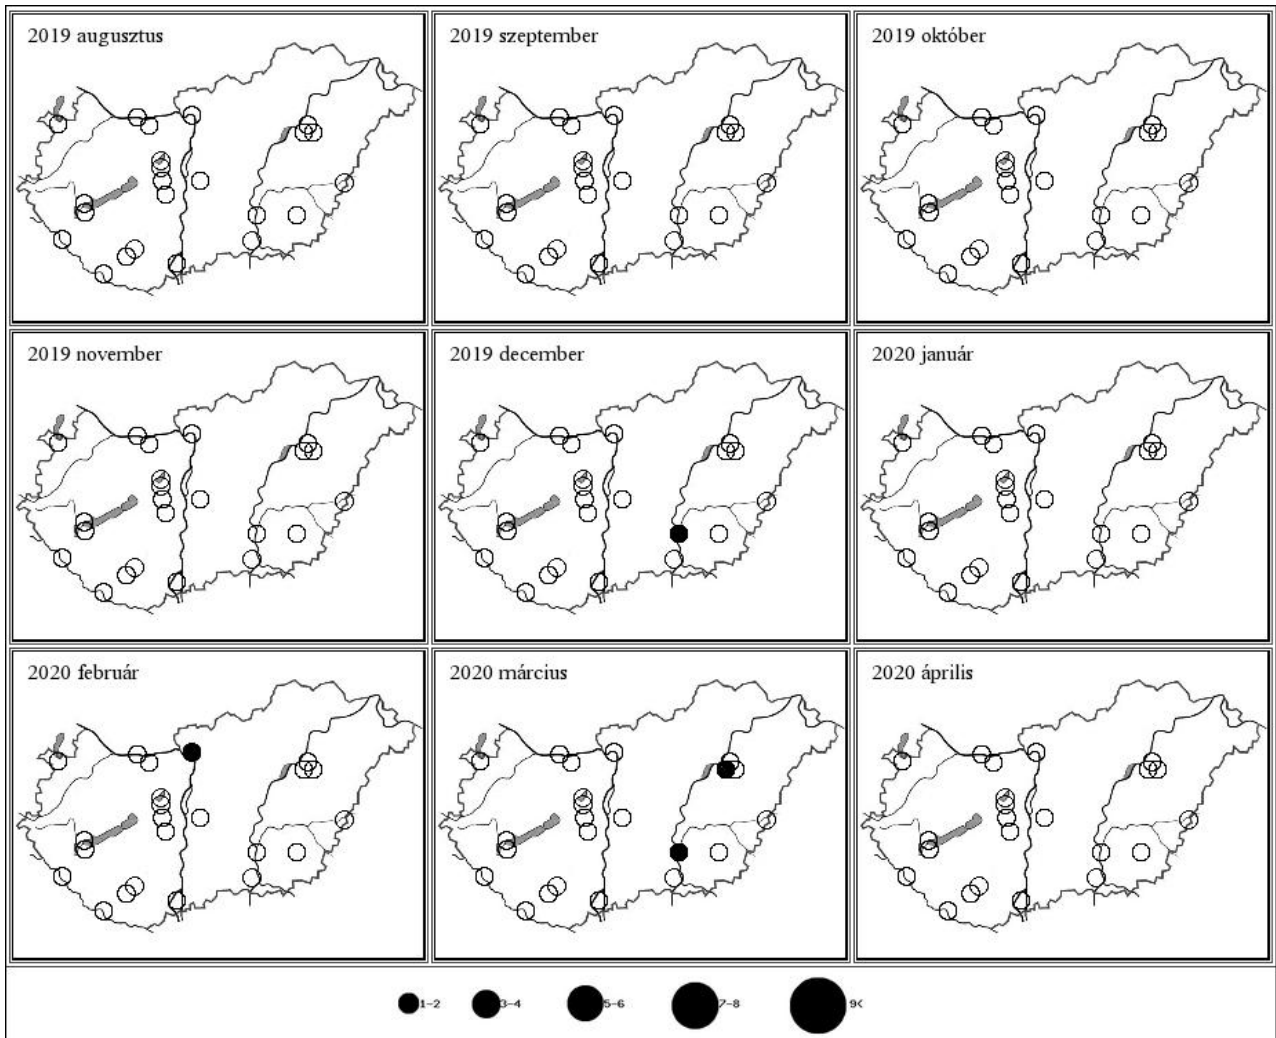 2019 augusztus
2019 szeptember
2019 október
2019 november
2019 december
2020 január
2020 február
2020 március
2020 április
1-2 3-4 5-6 7-8 9<